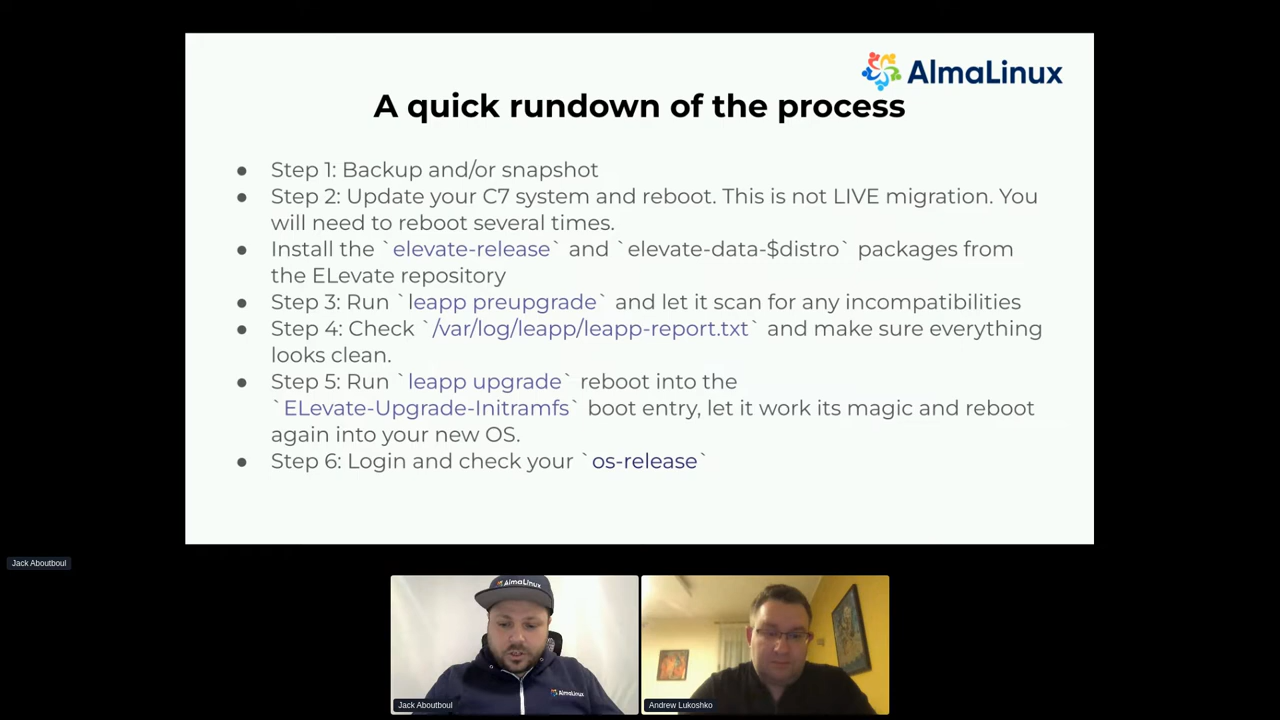 AlmaLinux
A quick rundown of the process
● Step 1: Backup and/or snapshot
● Step 2: Update your C7 system and reboot. This is not LIVE migration. You
will need to reboot several times.
● Install the `elevate-release` and `elevate-data-$distro` packages from
the ELevate repository
● Step 3: Run `leapp preupgrade` and let it scan for any incompatibilities
● Step 4: Check `/var/log/leapp/leapp-report.txt` and make sure everything
looks clean.
● Step 5: Run `leapp upgrade` reboot into the
`ELevate-Upgrade-Initramfs` boot entry, let it work its magic and reboot
again into your new OS.
● Step 6: Login and check your `os-release`
Jack Aboutboul
AlmaLinux
AlmaLinux
Jack Aboutboul
Andrew Lukoshko